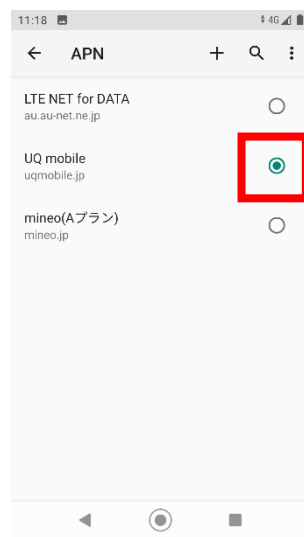 11:18 4G
APN
LTE NET for DATA
au.au-net.ne.jp
UQ mobile
uqmobile.jp
mineo(Aプラン)
mineo.jp